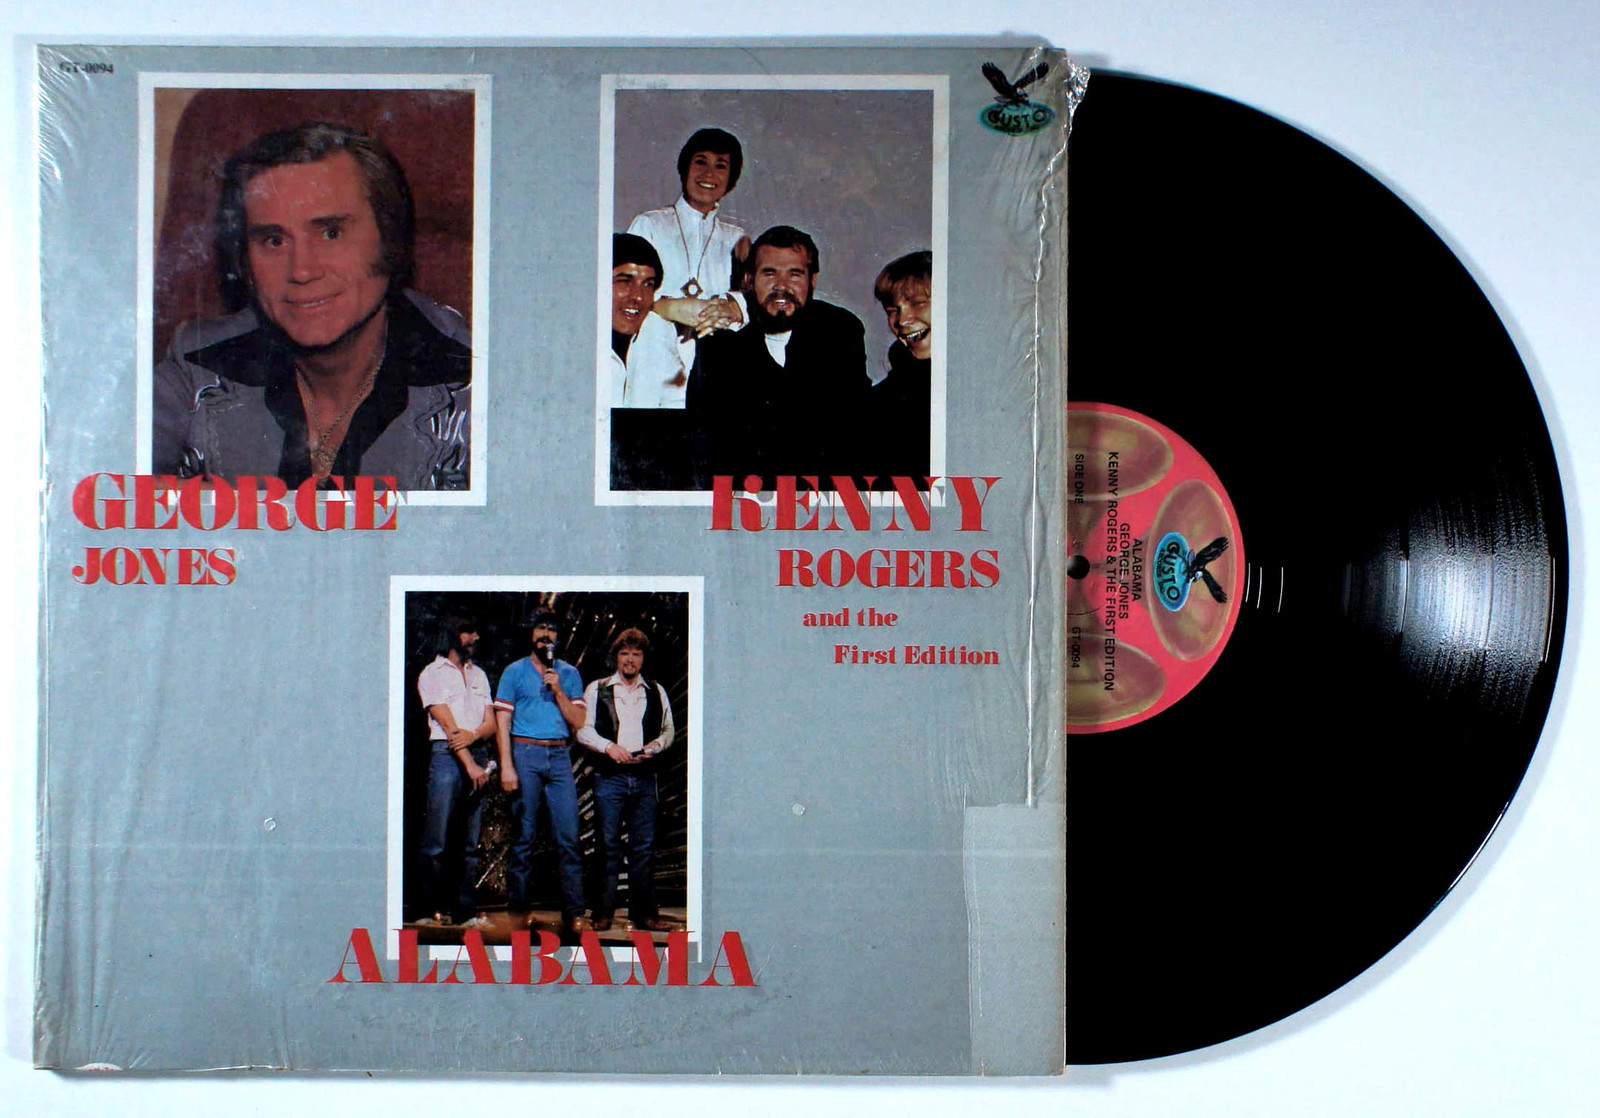 GT-0094
GUSTO
GEORGE
JONES
KENNY
ROGERS
and the
First Edition
ALABAMA
SIDE ONE
GT-0094
KENNY ROGERS & THE FIRST EDITION
GEORGE JONES
ALABAMA
GUSTO